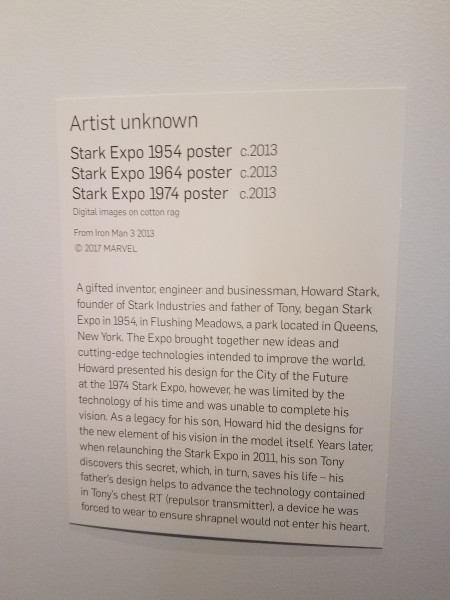 Artist unknown
Stark Expo 1954 poster c.2013
Stark Expo 1964 poster c.2013
Stark Expo 1974 poster c.2013
Digital images on cotton rag
From Iron Man 3 2013
© 2017 MARVEL
A gifted inventor, engineer and businessman, Howard Stark,
founder of Stark Industries and father of Tony, began Stark
Expo in 1954, in Flushing Meadows, a park located in Queens,
New York. The Expo brought together new ideas and
cutting-edge technologies intended to improve the world.
Howard presented his design for the City of the Future
at the 1974 Stark Expo, however, he was limited by the
technology of his time and was unable to complete his
vision. As a legacy for his son, Howard hid the designs for
the new element of his vision in the model itself. Years later,
when relaunching the Stark Expo in 2011, his son Tony
discovers this secret, which, in turn, saves his life – his
father's design helps to advance the technology contained
in Tony's chest RT (repulsor transmitter), a device he was
forced to wear to ensure shrapnel would not enter his heart.